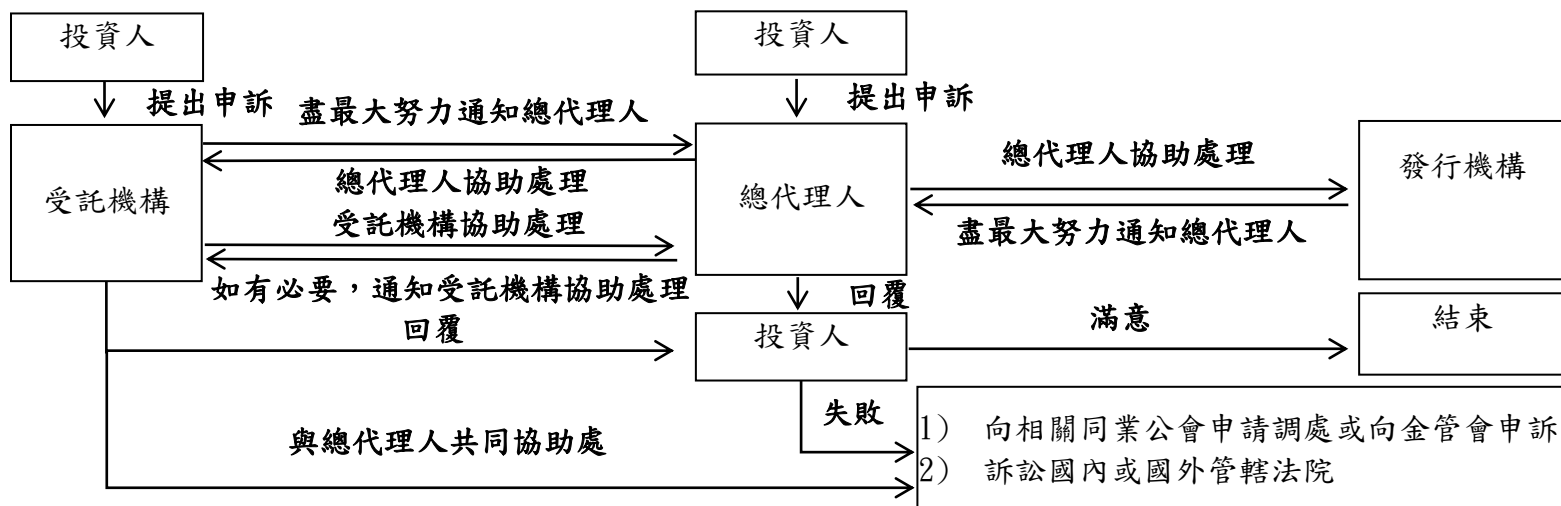 投資人
投資人
提出申訴
盡最大努力通知總代理人
提出申訴
受託機構
總代理人協助處理
受託機構協助處理
如有必要，通知受託機構協助處理
總代理人
總代理人協助處理
盡最大努力通知總代理人
發行機構
回覆
回覆
投資人
滿意
結束
失敗
與總代理人共同協助處
1) 向相關同業公會申請調處或向金管會申訴
2) 訴訟國內或國外管轄法院